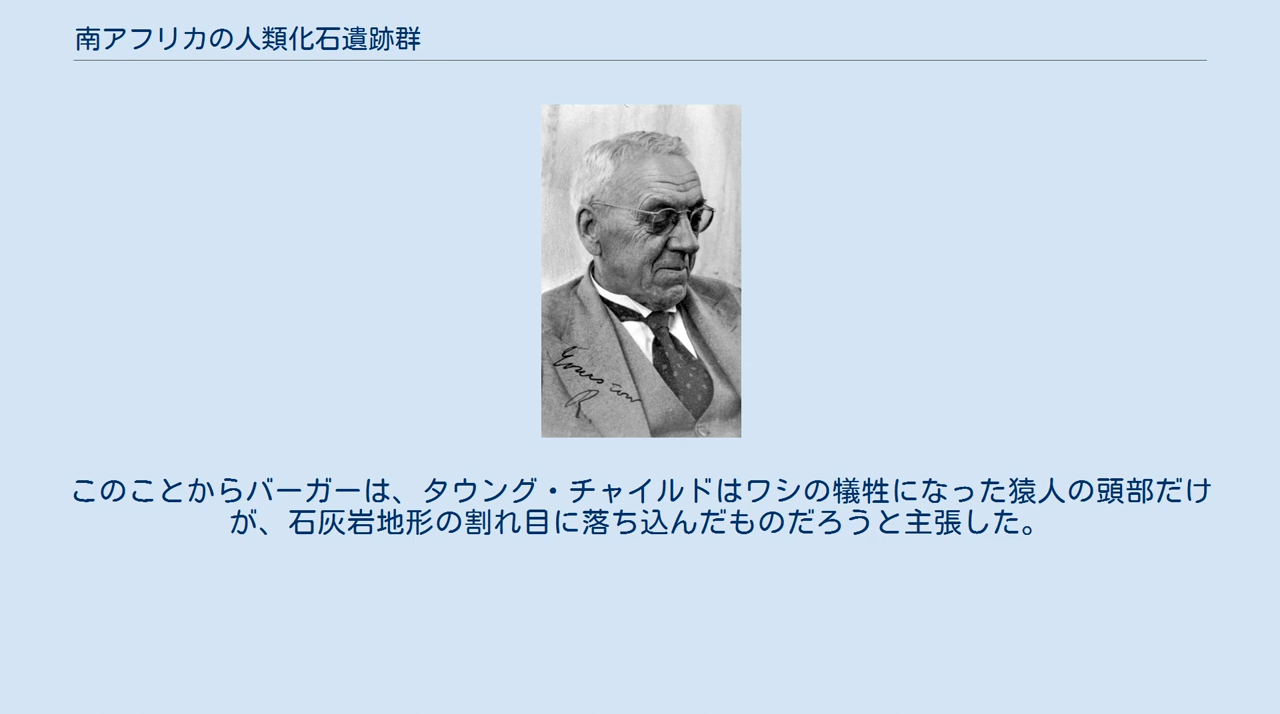 南アフリカの人類化石遺跡群
Yours
R.
このことからバーガーは、タウング・チャイルドはワシの犠牲になった猿人の頭部だけ
が、石灰岩地形の割れ目に落ち込んだものだろうと主張した。